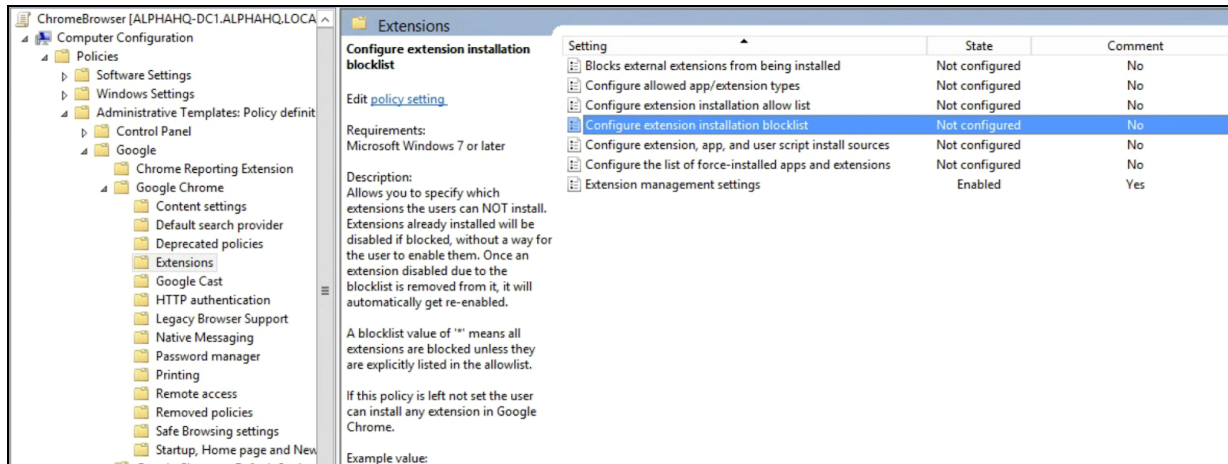 ChromeBrowser [ALPHAHQ-DC1.ALPHAHQ.LOCA
Computer Configuration
Policies
Software Settings
Windows Settings
Administrative Templates: Policy definit
Control Panel
Google
Chrome Reporting Extension
Google Chrome
Content settings
Default search provider
Deprecated policies
Extensions
Google Cast
HTTP authentication
Legacy Browser Support
Native Messaging
Password manager
Printing
Remote access
Removed policies
Safe Browsing settings
Startup, Home page and New
Extensions
Configure extension installation
blocklist
Edit policy setting
Requirements:
Microsoft Windows 7 or later
Description:
Allows you to specify which
extensions the users can NOT install.
Extensions already installed will be
disabled if blocked, without a way for
the user to enable them. Once an
extension disabled due to the
blocklist is removed from it, it will
automatically get re-enabled.
A blocklist value of '*' means all
extensions are blocked unless they
are explicitly listed in the allowlist.
If this policy is left not set the user
can install any extension in Google
Chrome.
Example value:
Setting State Comment
Blocks external extensions from being installed Not configured No
Configure allowed app/extension types Not configured No
Configure extension installation allow list Not configured No
Configure extension installation blocklist Not configured No
Configure extension, app, and user script install sources Not configured No
Configure the list of force-installed apps and extensions Not configured No
Extension management settings Enabled Yes